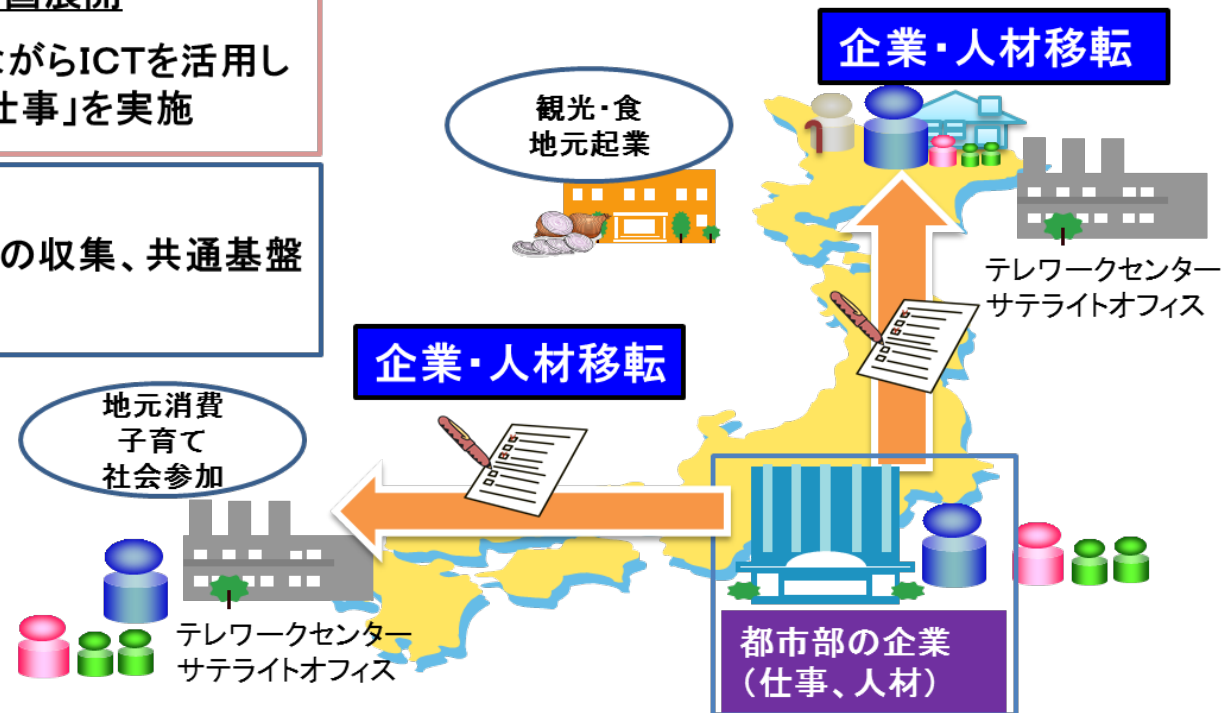 ながらICTを活用し
仕事」を実施
の収集、共通基盤
企業・人材移転
観光・食
地元起業
テレワークセンター
サテライトオフィス
企業・人材移転
地元消費
子育て
社会参加
テレワークセンター
サテライトオフィス
都市部の企業
（仕事、人材）